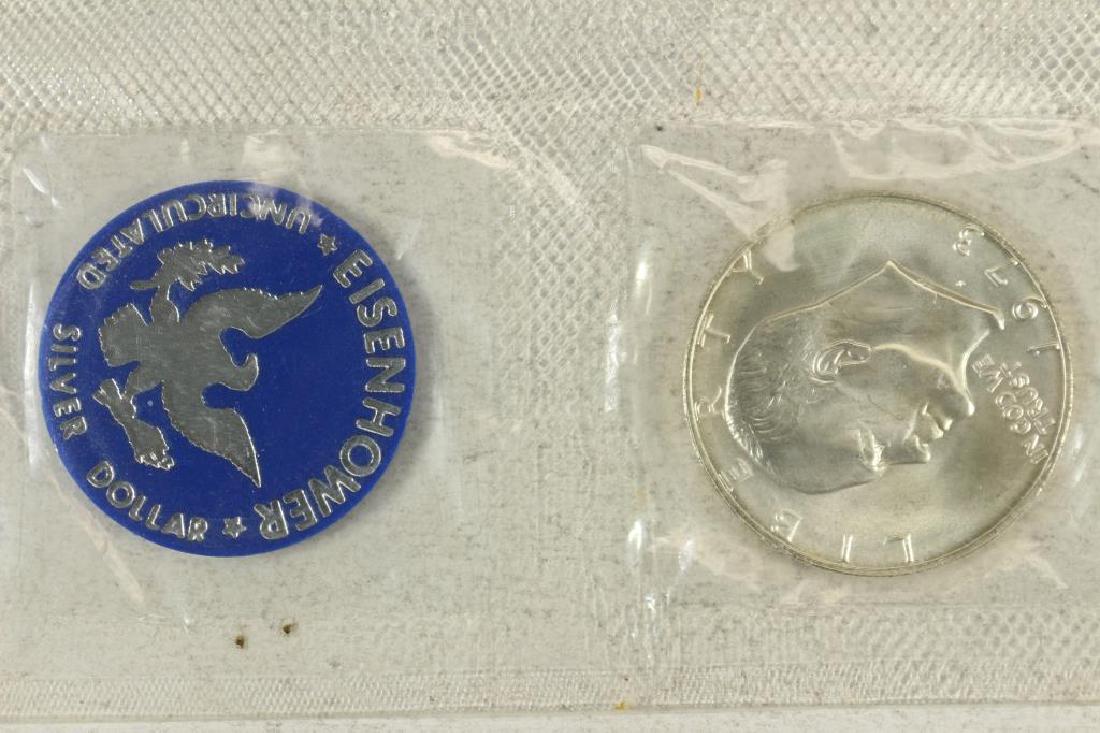 EISENHOWER
★ UNCIRCULATED SILVER DOLLAR ★
LIBERTY
IN GOD WE
TRUST
1973